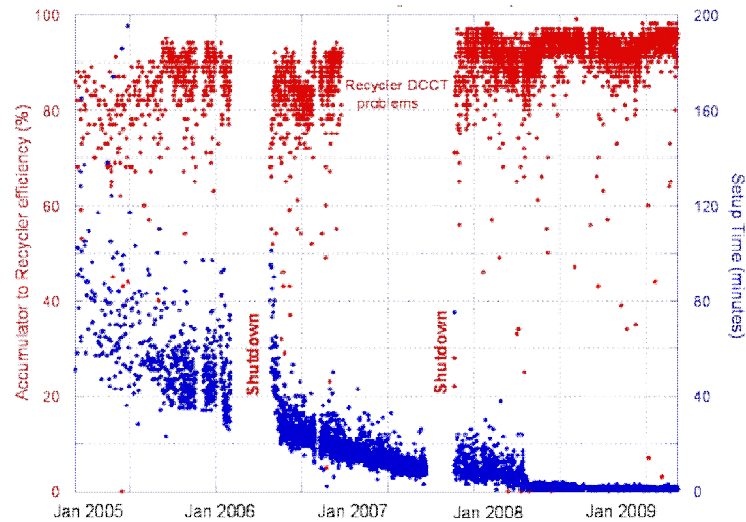 100
80
60
40
20
0
Accumulator to Recycler efficiency (%)
200
160
120
80
40
0
Setup Time (minutes)
Recycler DCCT
problems
Shutdown
Shutdown
Jan 2005
Jan 2006
Jan 2007
Jan 2008
Jan 2009